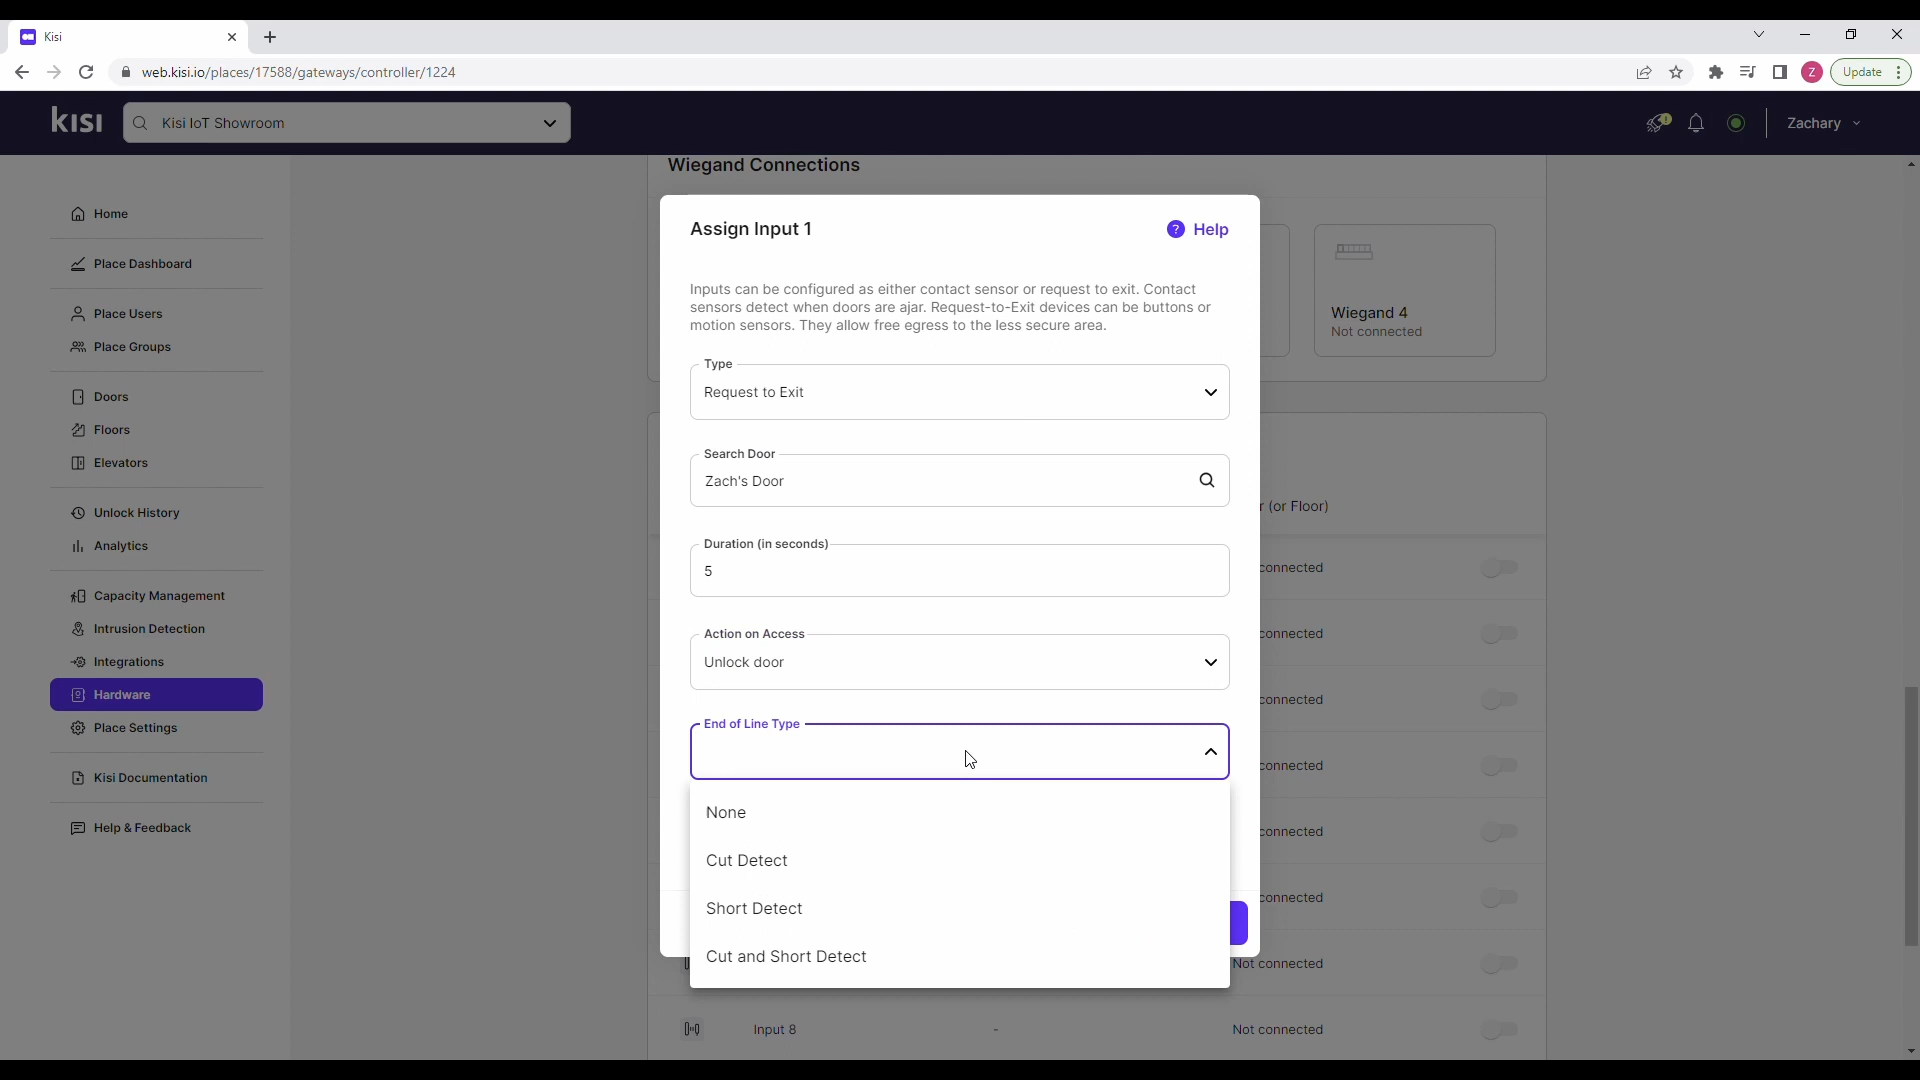 Kisi
web.kisi.io/places/17588/gateways/controller/1224
Z
Update
kisi
Kisi IoT Showroom
Zachary
Home
Place Dashboard
Place Users
Place Groups
Doors
Floors
Elevators
Unlock History
Analytics
Capacity Management
Intrusion Detection
Integrations
Hardware
Place Settings
Kisi Documentation
Help & Feedback
Wiegand Connections
Wiegand 4
Not connected
Assign Input 1
? Help
Inputs can be configured as either contact sensor or request to exit. Contact
sensors detect when doors are ajar. Request-to-Exit devices can be buttons or
motion sensors. They allow free egress to the less secure area.
Type
Request to Exit
Search Door
Zach's Door
Duration (in seconds)
5
Action on Access
Unlock door
End of Line Type
None
Cut Detect
Short Detect
Cut and Short Detect
r (or Floor)
connected
connected
connected
connected
connected
connected
Not connected
Input 8
-
Not connected